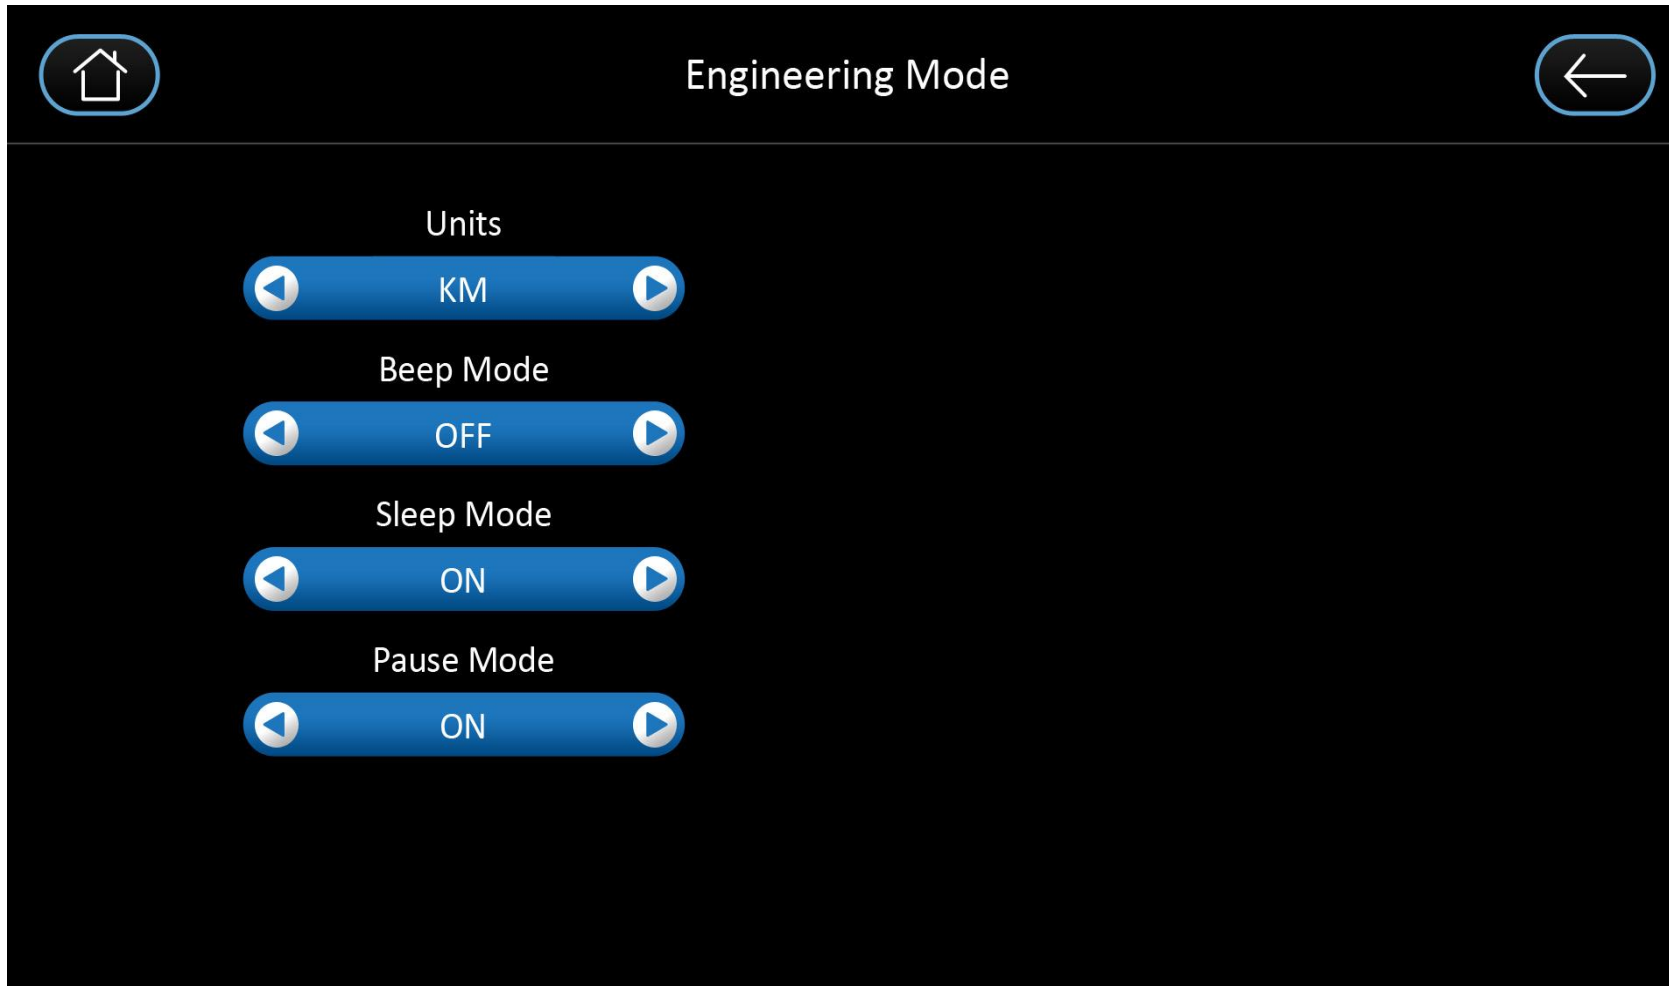 Engineering Mode
Units
KM
Beep Mode
OFF
Sleep Mode
ON
Pause Mode
ON